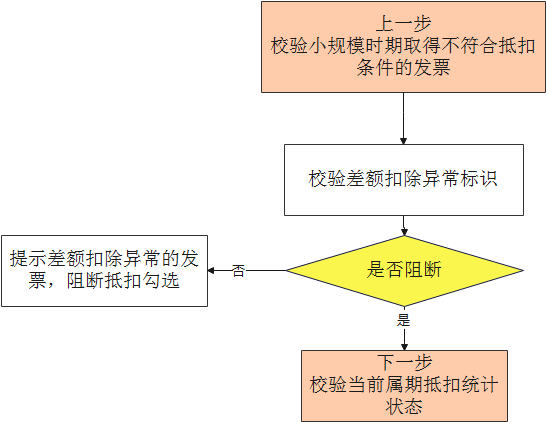 上一步
校验小规模时期取得不符合抵扣
条件的发票
校验差额扣除异常标识
是否阻断
否
提示差额扣除异常的发
票，阻断抵扣勾选
是
下一步
校验当前属期抵扣统计
状态